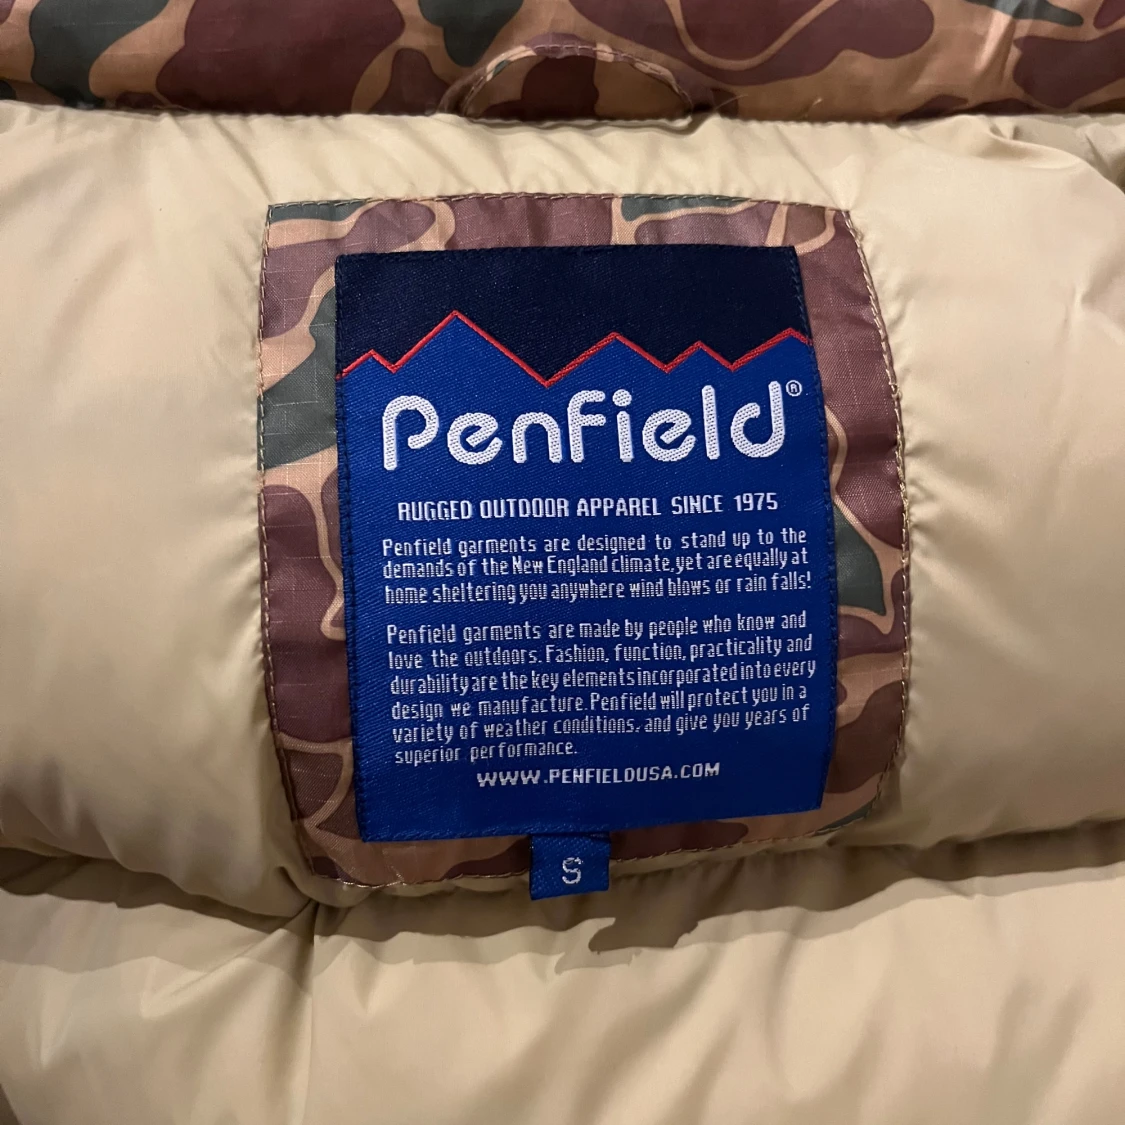 Penfield®
RUGGED OUTDOOR APPAREL SINCE 1975
Penfield garments are designed to stand up to the
demands of the New England climate, yet are equally at
home sheltering you anywhere wind blows or rain falls!
Penfield garments are made by people who know and
love the outdoors. Fashion, function, practicality and
durability are the key elements incorporated into every
design we manufacture. Penfield will protect you in a
variety of weather conditions, and give you years of
superior performance.
WWW.PENFIELDUSA.COM
S